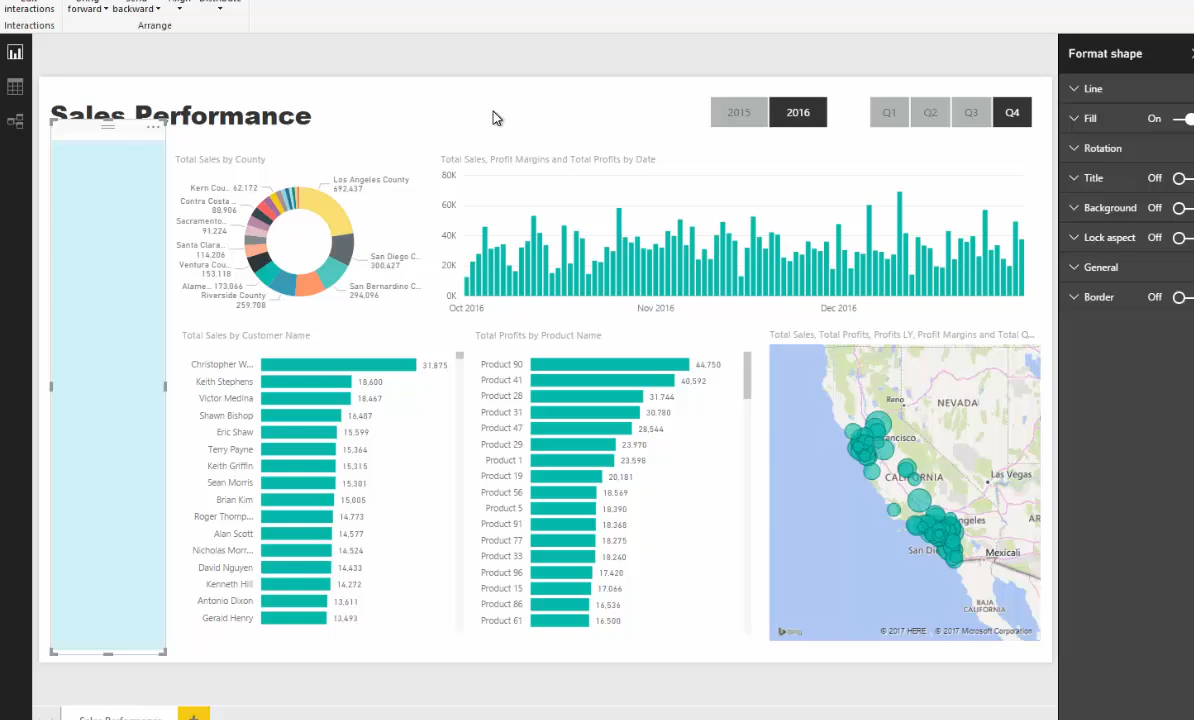 interactions
forward
backward
Interactions
Arrange
Format shape
Line
Fill On
Rotation
Title Off
Background Off
Lock aspect Off
General
Border Off
Sales Performance
2015 2016
Q1 Q2 Q3 Q4
Total Sales by County
Los Angeles County
692,437
San Diego C...
300,427
San Bernardino C...
294,096
Riverside County
259,708
Alame... 173,066
Ventura Cou...
153,118
Santa Clara...
114,206
Sacramento...
91,224
Contra Costa ...
88,906
Kern Cou... 62,172
Total Sales, Profit Margins and Total Profits by Date
80K
60K
40K
20K
0K
Oct 2016 Nov 2016 Dec 2016
Total Sales by Customer Name
Christopher W... 31,875
Keith Stephens 18,600
Victor Medina 18,467
Shawn Bishop 16,487
Eric Shaw 15,599
Terry Payne 15,364
Keith Griffin 15,315
Sean Morris 15,301
Brian Kim 15,005
Roger Thomp... 14,773
Alan Scott 14,577
Nicholas Morr... 14,524
David Nguyen 14,433
Kenneth Hill 14,272
Antonio Dixon 13,611
Gerald Henry 13,493
Total Profits by Product Name
Product 90 44,750
Product 41 40,592
Product 28 31,744
Product 31 30,780
Product 47 28,544
Product 29 23,970
Product 1 23,598
Product 19 20,181
Product 56 18,569
Product 5 18,390
Product 91 18,368
Product 77 18,275
Product 33 18,260
Product 96 17,420
Product 15 17,066
Product 86 16,536
Product 61 16,500
Total Sales, Total Profits, Profits LY, Profit Margins and Total Q...
Reno
NEVADA
CALIFORNIA
Las Vegas
Mexicali
BAJA
CALIFORNIA
bing
© 2017 HERE © 2017 Microsoft Corporation
Sales Performance
+